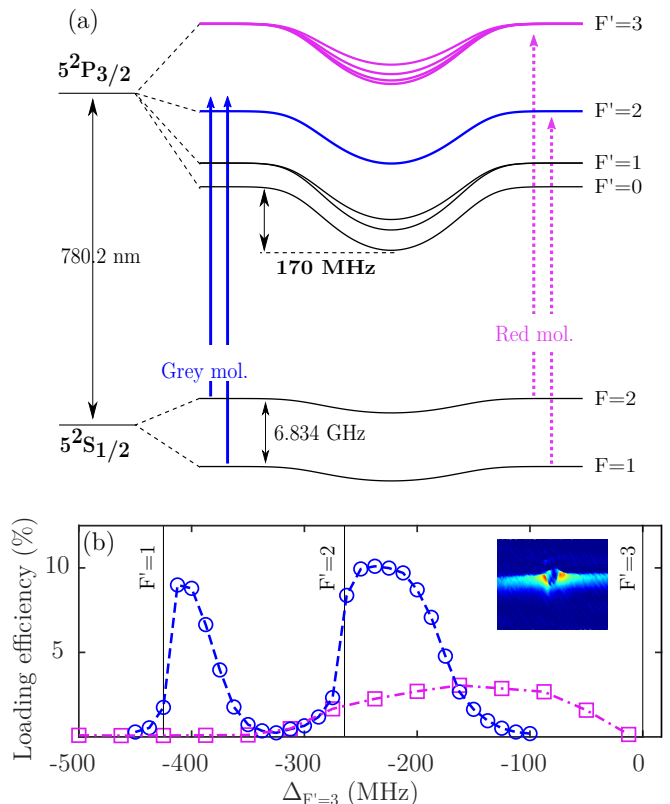 (a)
F'=3
5²P3/2
F'=2
F'=1
F'=0
780.2 nm
170 MHz
Red mol.
Grey mol.
F=2
6.834 GHz
5²S1/2
F=1
(b)
F'=1
F'=2
F'=3
Loading efficiency (%)
10
5
0
-500
-400
-300
-200
-100
0
ΔF'=3 (MHz)